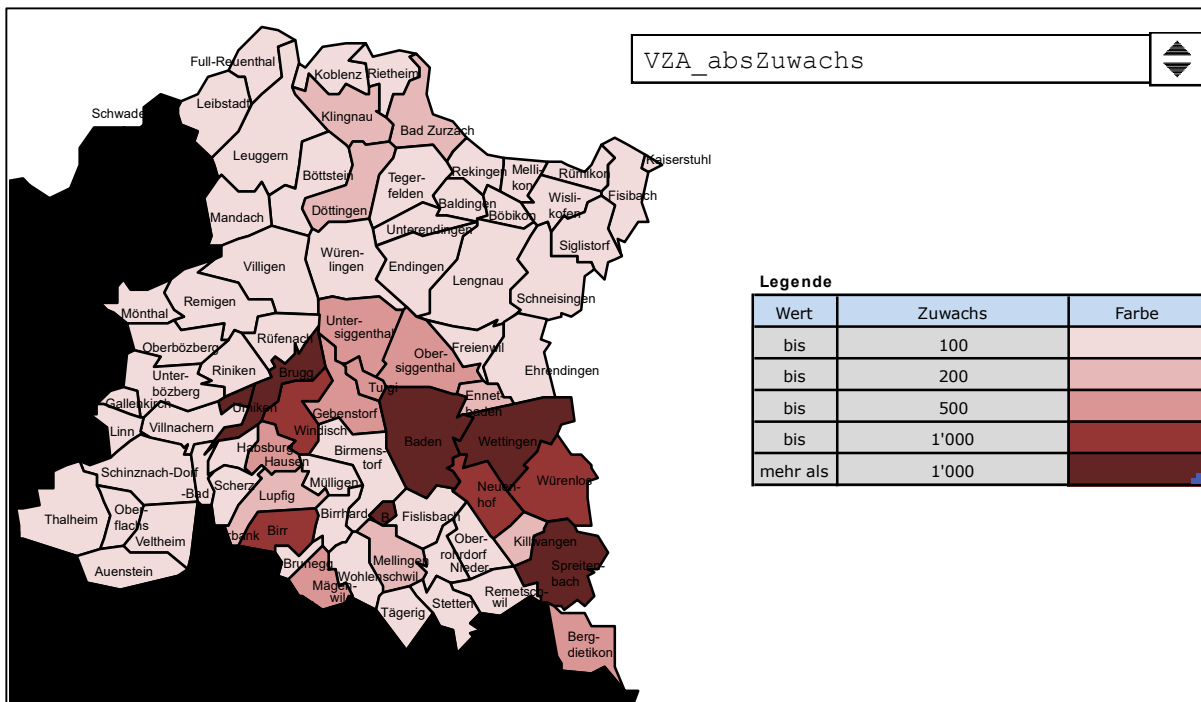 VZA_absZuwachs
Full-Reuenthal
Koblenz
Rietheim
Leibstadt
Schwade
Klingnau
Bad Zurzach
Leuggern
Böttstein
Teger-
felden
Rekingen
Melli-
kon
Rümikon
Kaiserstuhl
Fisibach
Wisli-
kofen
Baldingen
Böbikon
Mandach
Döttingen
Unterendingen
Siglistorf
Villigen
Würen-
lingen
Endingen
Lengnau
Schneisingen
Remigen
Mönthal
Rüfenach
Unter-
siggenthal
Ober-
siggenthal
Freienwil
Ehrendingen
Oberbözberg
Unter-
bözberg
Riniken
Brugg
Turgi
Ennet-
baden
Gallenkirch
Umiken
Linn
Villnachern
Windisch
Gebenstorf
Baden
Wettingen
Habsburg
Hausen
Birmens-
torf
Schinznach-Dorf
-Bad
Scherz
Lupfig
Mülligen
Neuen-
hof
Würenlos
Thalheim
Ober-
flachs
Veltheim
rbank
Birr
Birrhard
B
Fislisbach
Auenstein
Brunegg
Mägen-
wil
Wohlenschwil
Mellingen
Ober-
rohrdorf
Nieder-
Killwangen
Spreiten-
bach
Tägerig
Stetten
Remetsch-
wil
Berg-
dietikon
Legende
Wert Zuwachs Farbe
bis 100
bis 200
bis 500
bis 1'000
mehr als 1'000